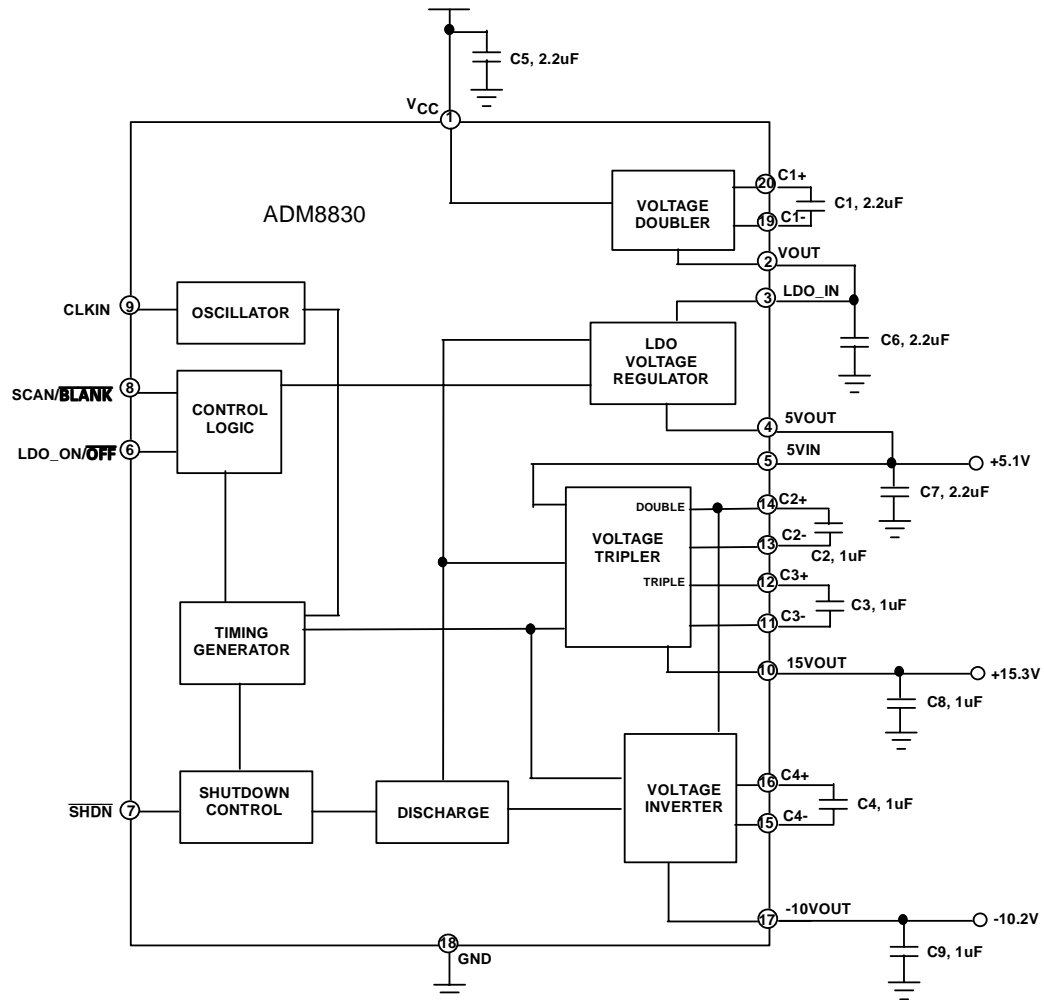 C5, 2.2uF
VCC
1
ADM8830
VOLTAGE
DOUBLER
20
C1+
C1, 2.2uF
19
C1-
2
VOUT
3
LDO_IN
C6, 2.2uF
CLKIN
9
OSCILLATOR
LDO
VOLTAGE
REGULATOR
SCAN/BLANK
8
CONTROL
LOGIC
LDO_ON/OFF
6
4
5VOUT
5
5VIN
+5.1V
C7, 2.2uF
VOLTAGE
TRIPLER
DOUBLE
14
C2+
13
C2-
C2, 1uF
TRIPLE
12
C3+
C3, 1uF
11
C3-
10
15VOUT
+15.3V
C8, 1uF
TIMING
GENERATOR
SHDN
7
SHUTDOWN
CONTROL
DISCHARGE
VOLTAGE
INVERTER
16
C4+
C4, 1uF
15
C4-
17
-10VOUT
-10.2V
C9, 1uF
18
GND